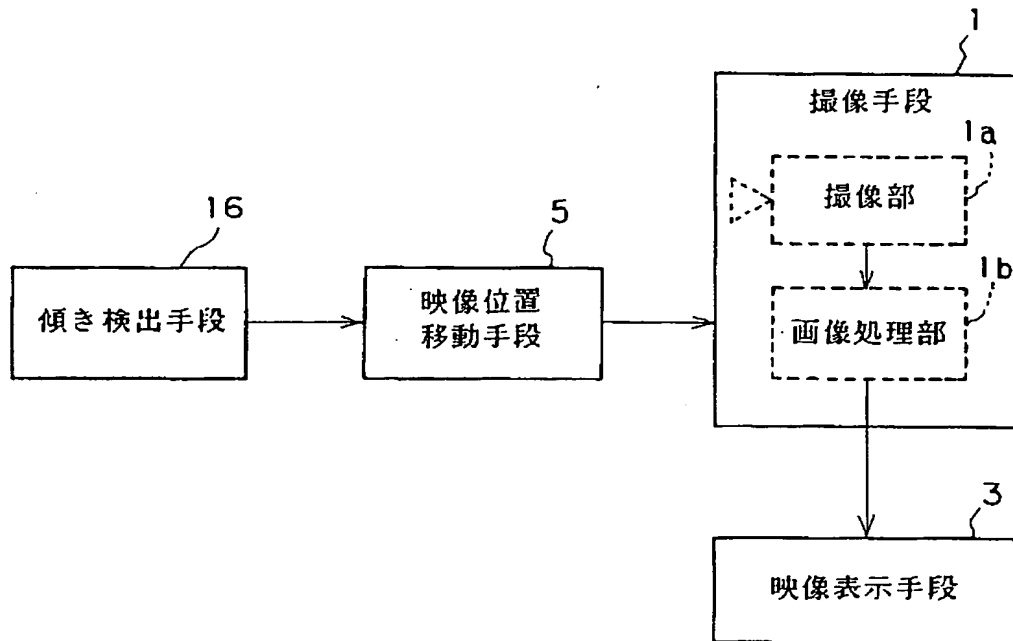 1
撮像手段
1a
撮像部
16
5
1b
傾き検出手段
映像位置
移動手段
画像処理部
3
映像表示手段